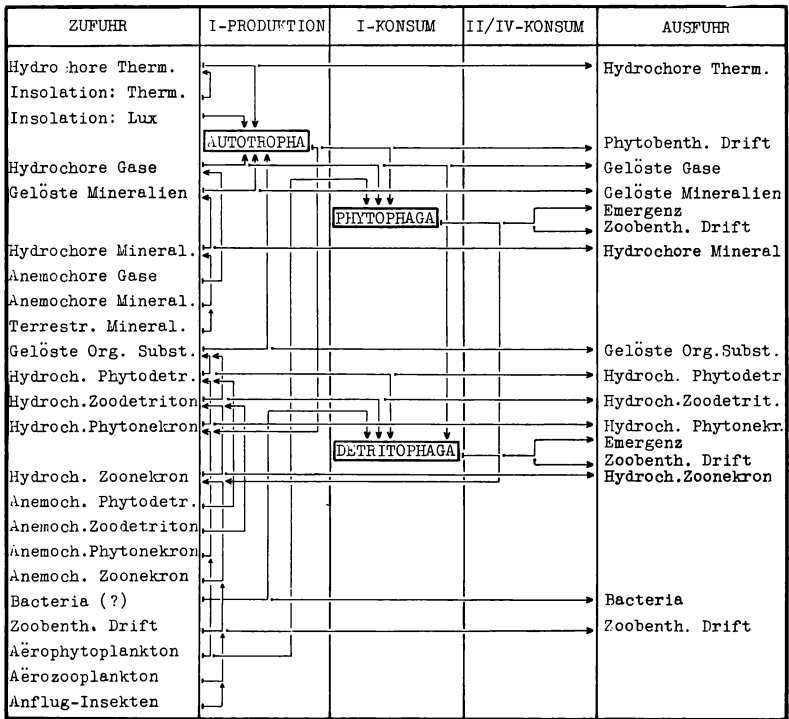 ZUFUHR
I-PRODUKTION
I-KONSUM
II/IV-KONSUM
AUSFUHR
Hydrochore Therm.
Hydrochore Therm.
Insolation: Therm.
Insolation: Lux
AUTOTROPHA
Phytobenth. Drift
Hydrochore Gase
Gelöste Gase
Gelöste Mineralien
Gelöste Mineralien
Emergenz
PHYTOPHAGA
Zoobenth. Drift
Hydrochore Mineral.
Hydrochore Mineral
Anemochore Gase
Anemochore Mineral.
Terrestr. Mineral.
Gelöste Org. Subst.
Gelöste Org.Subst.
Hydroch. Phytodetr.
Hydroch. Phytodetr
Hydroch.Zoodetriton
Hydroch.Zoodetrit.
Hydroch.Phytonekron
Hydroch. Phytonekr.
Emergenz
DETRITOPHAGA
Zoobenth. Drift
Hydroch. Zoonekron
Hydroch.Zoonekron
Anemoch. Phytodetr.
Anemoch.Zoodetriton
Anemoch.Phytonekron
Anemoch. Zoonekron
Bacteria (?)
Bacteria
Zoobenth. Drift
Zoobenth. Drift
Aërophytoplankton
Aërozooplankton
Anflug-Insekten